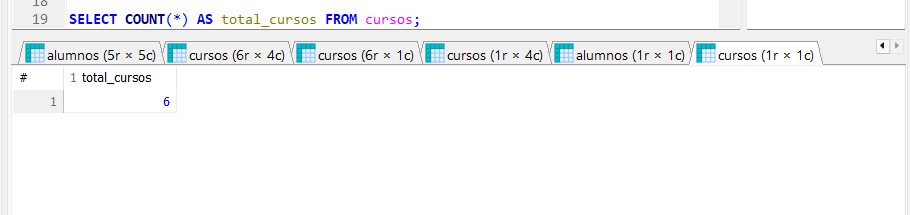 18
19 SELECT COUNT(*) AS total_cursos FROM cursos;
alumnos (5r × 5c) cursos (6r × 4c) cursos (6r × 1c) cursos (1r × 4c) alumnos (1r × 1c) cursos (1r × 1c)
# 1 total_cursos
1 6